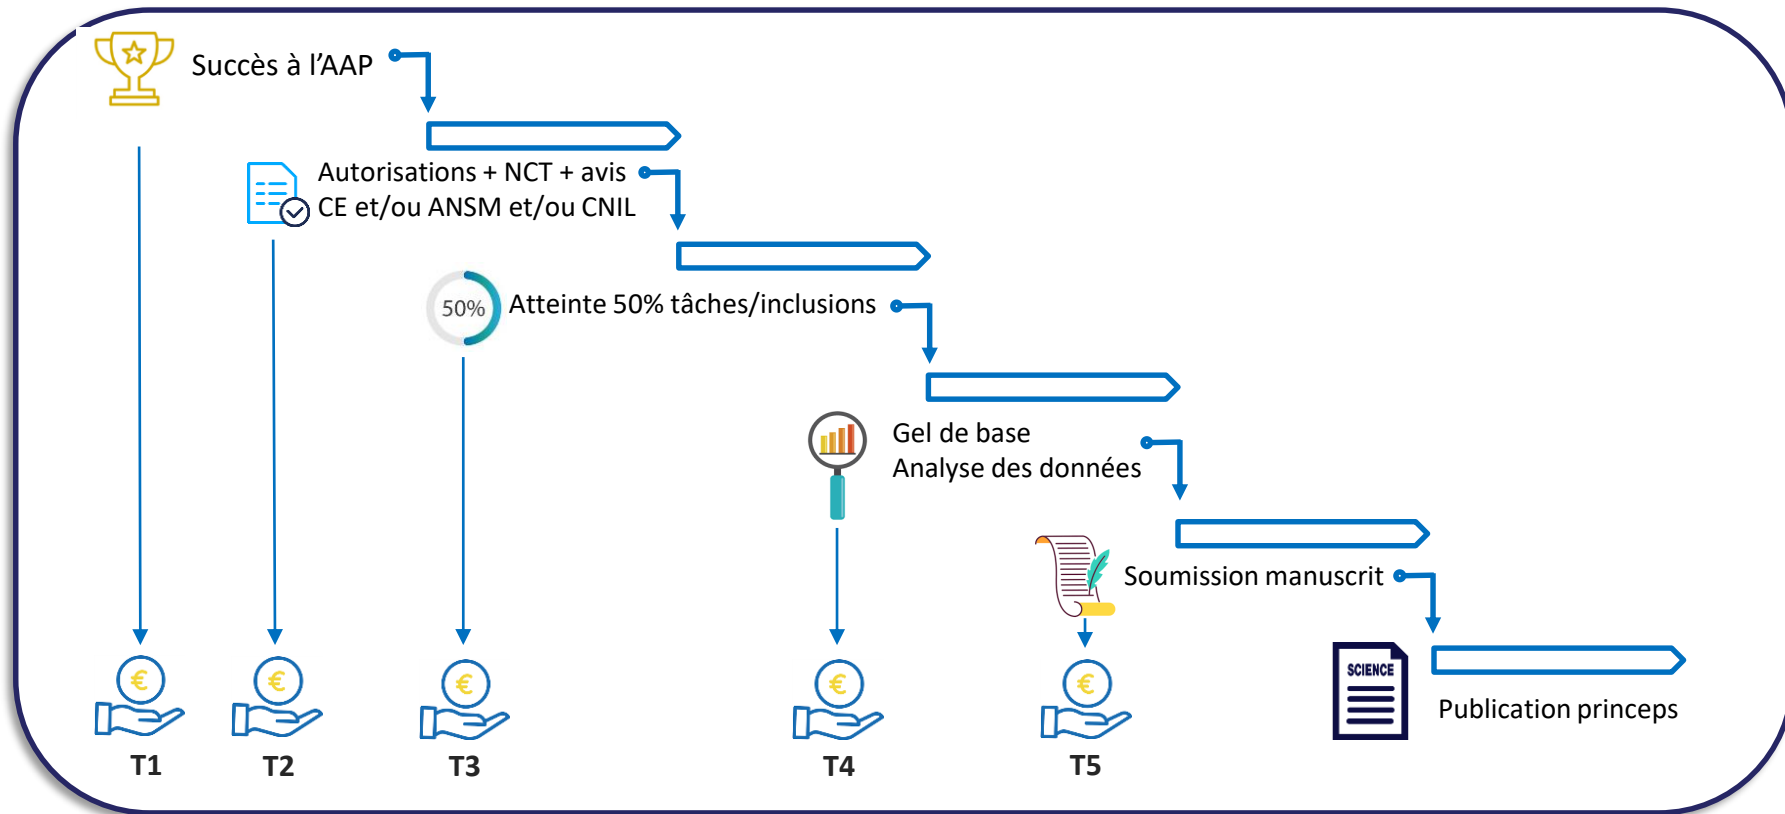 Succès à l'AAP
Autorisations + NCT + avis
CE et/ou ANSM et/ou CNIL
50%
Atteinte 50% tâches/inclusions
Gel de base
Analyse des données
Soumission manuscrit
SCIENCE
Publication princeps
€
€
€
€
€
T1
T2
T3
T4
T5